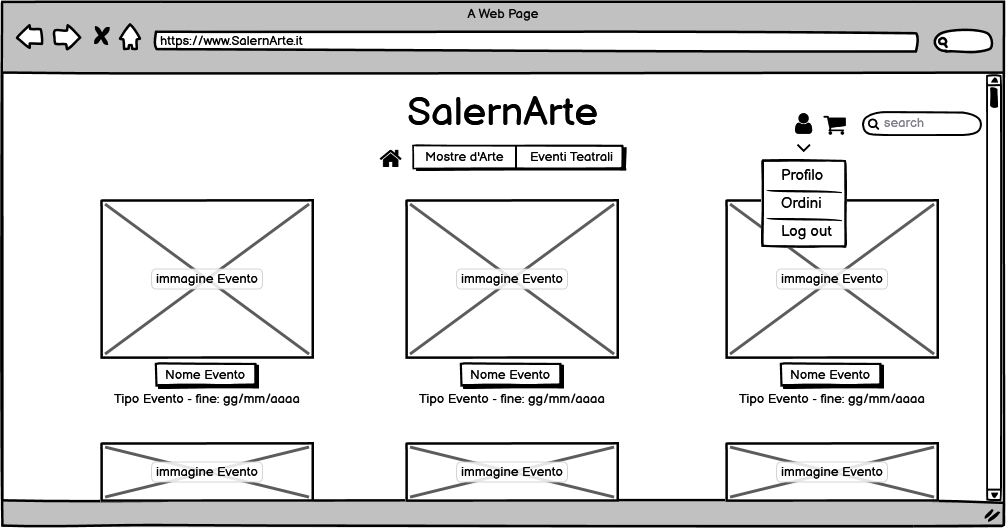 A Web Page
https://www.SalernArte.it
SalernArte
search
Mostre d'Arte
Eventi Teatrali
Profilo
Ordini
Log out
immagine Evento
immagine Evento
immagine Evento
Nome Evento
Nome Evento
Nome Evento
Tipo Evento - fine: gg/mm/aaaa
Tipo Evento - fine: gg/mm/aaaa
Tipo Evento - fine: gg/mm/aaaa
immagine Evento
immagine Evento
immagine Evento